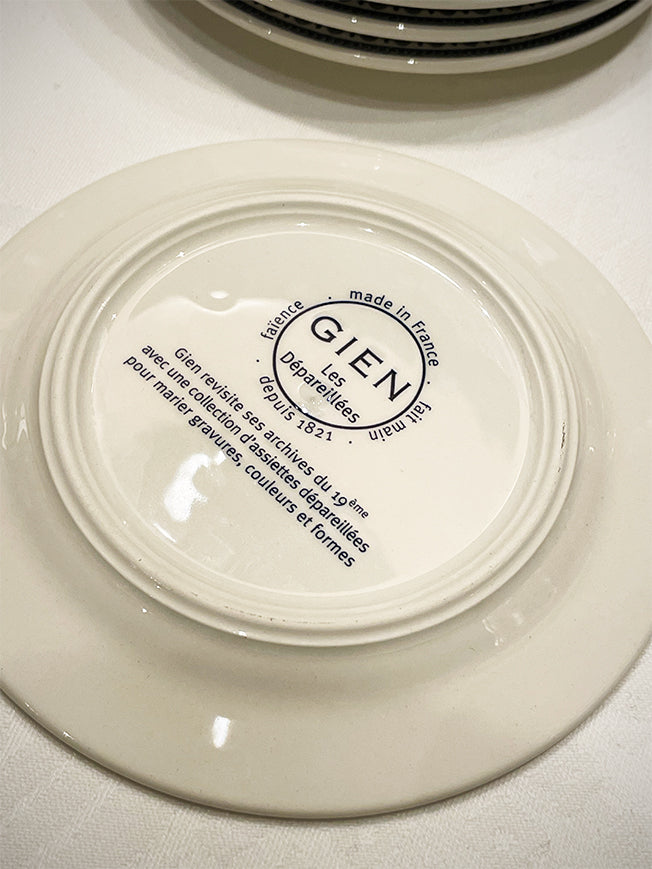 faïence · made in France · fait main · depuis 1821 ·
GIEN
Les
Dépareillées
Gien revisite ses archives du 19ème
avec une collection d'assiettes dépareillées
pour marier gravures, couleurs et formes